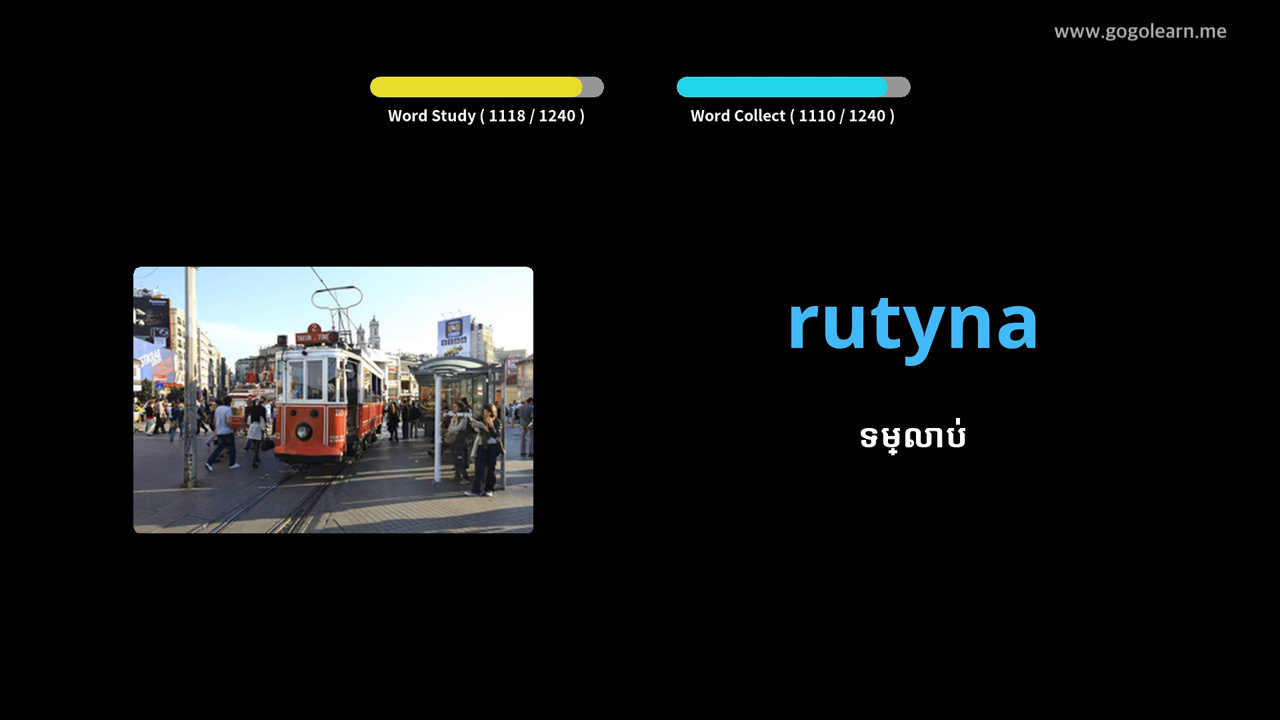 www.gogolearn.me
Word Study ( 1118 / 1240 )
Word Collect ( 1110 / 1240 )
rutyna
ទម្លាប់